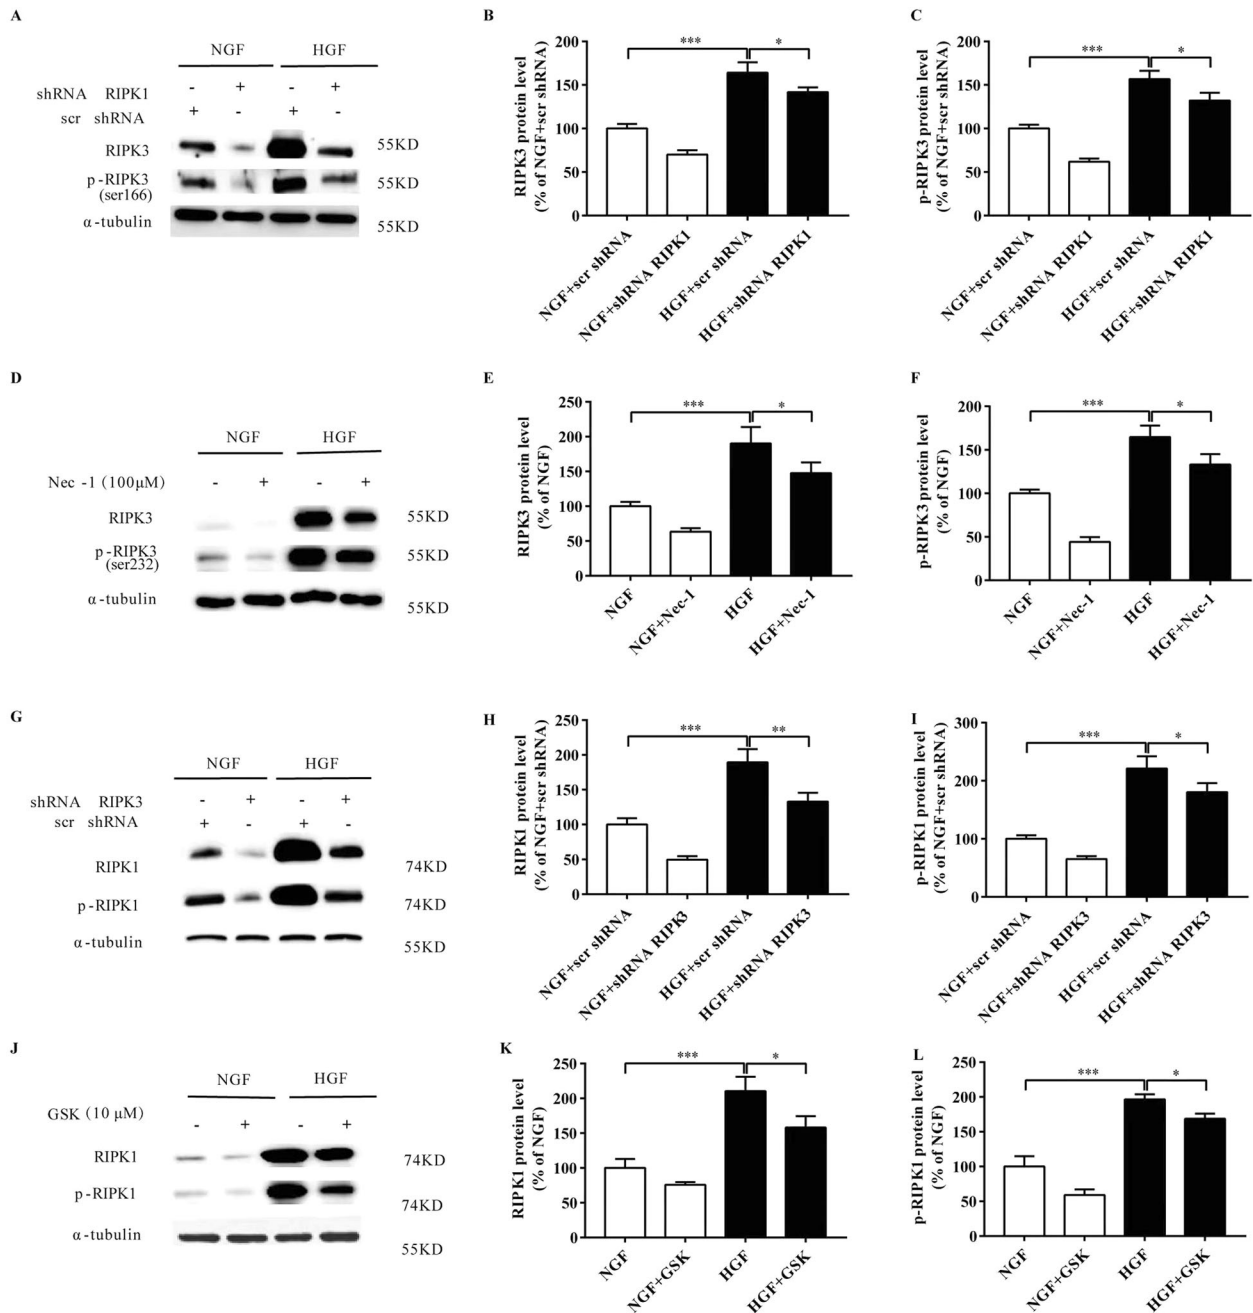 A
NGF HGF
shRNA RIPK1 - + - +
scr shRNA + - + -
RIPK3 55KD
p-RIPK3 55KD
(ser166)
α-tubulin 55KD
B
RIPK3 protein level
(% of NGF+scr shRNA)
200
150
100
50
0
*** *
NGF+scr shRNA
NGF+shRNA RIPK1
HGF+scr shRNA
HGF+shRNA RIPK1
C
p-RIPK3 protein level
(% of NGF+scr shRNA)
200
150
100
50
0
*** *
NGF+scr shRNA
NGF+shRNA RIPK1
HGF+scr shRNA
HGF+shRNA RIPK1
D
NGF HGF
Nec -1 (100μM) - + - +
RIPK3 55KD
p-RIPK3 55KD
(ser232)
α-tubulin 55KD
E
RIPK3 protein level
(% of NGF)
250
200
150
100
50
0
*** *
NGF
NGF+Nec-1
HGF
HGF+Nec-1
F
p-RIPK3 protein level
(% of NGF)
200
150
100
50
0
*** *
NGF
NGF+Nec-1
HGF
HGF+Nec-1
G
NGF HGF
shRNA RIPK3 - + - +
scr shRNA + - + -
RIPK1 74KD
p-RIPK1 74KD
α-tubulin 55KD
H
RIPK1 protein level
(% of NGF+scr shRNA)
250
200
150
100
50
0
*** **
NGF+scr shRNA
NGF+shRNA RIPK3
HGF+scr shRNA
HGF+shRNA RIPK3
I
p-RIPK1 protein level
(% of NGF+scr shRNA)
300
200
100
0
*** *
NGF+scr shRNA
NGF+shRNA RIPK3
HGF+scr shRNA
HGF+shRNA RIPK3
J
NGF HGF
GSK (10 μM) - + - +
RIPK1 74KD
p-RIPK1 74KD
α-tubulin 55KD
K
RIPK1 protein level
(% of NGF)
250
200
150
100
50
0
*** *
NGF
NGF+GSK
HGF
HGF+GSK
L
p-RIPK1 protein level
(% of NGF)
250
200
150
100
50
0
*** *
NGF
NGF+GSK
HGF
HGF+GSK